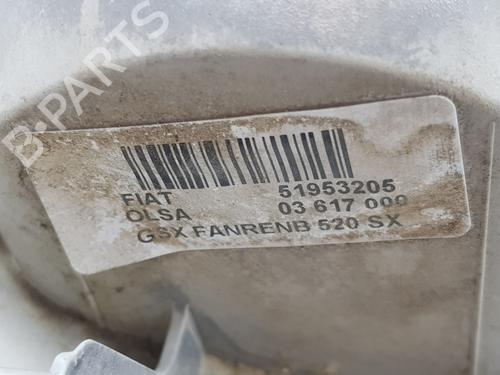 B-PARTS
FIAT 51953205
OLSA 03 617 000
GSX FANRENB 520 SX